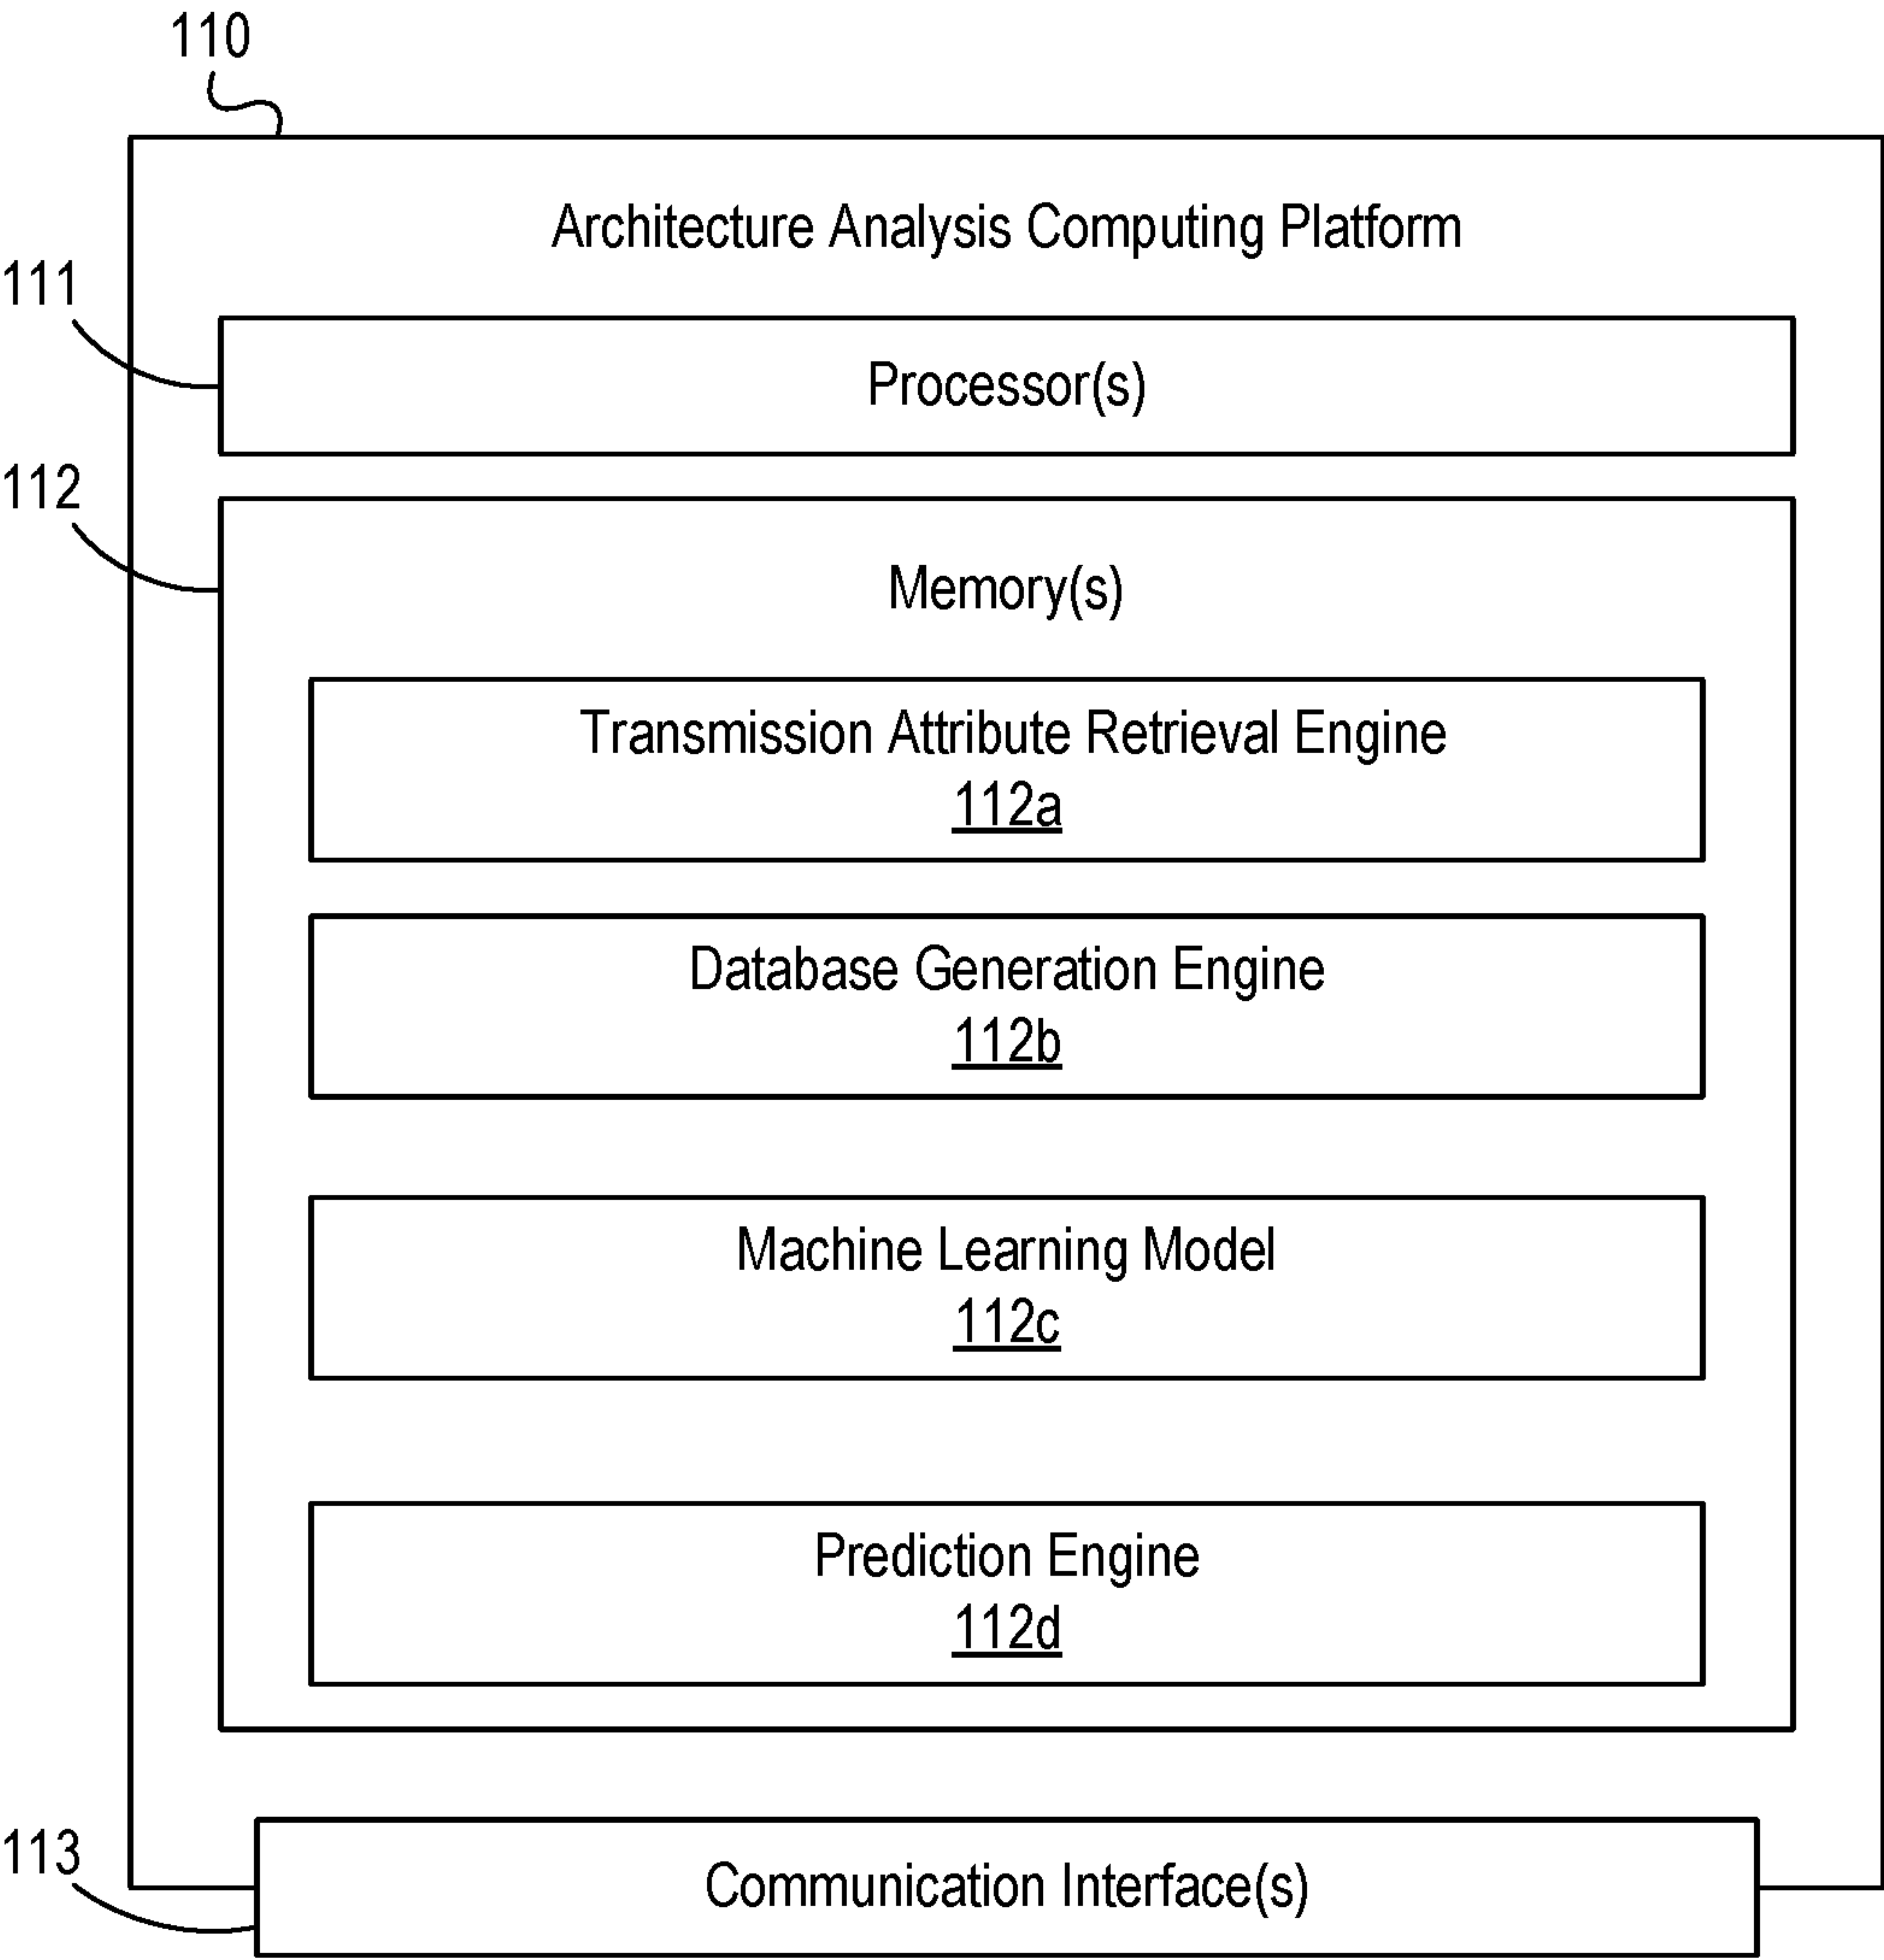 110
Architecture Analysis Computing Platform
111
Processor(s)
112
Memory(s)
Transmission Attribute Retrieval Engine
112a
Database Generation Engine
112b
Machine Learning Model
112c
Prediction Engine
112d
113
Communication Interface(s)